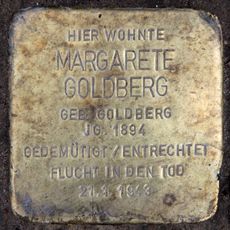 HIER WOHNTE
MARGARETE
GOLDBERG
GEB. GOLDBERG
JG. 1894
GEDEMÜTIGT / ENTRECHTET
FLUCHT IN DEN TOD
21.3.1943